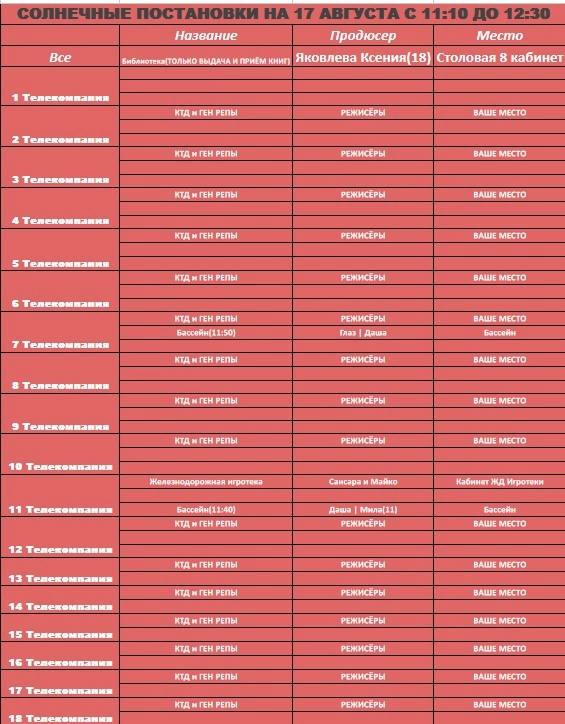 СОЛНЕЧНЫЕ ПОСТАНОВКИ НА 17 АВГУСТА С 11:10 ДО 12:30
Название Продюсер Место
Все Библиотека(ТОЛЬКО ВЫДАЧА И ПРИЁМ КНИГ) Яковлева Ксения(18) Столовая 8 кабинет
1 Телекомпания
КТД и ГЕН РЕПЫ РЕЖИСЁРЫ ВАШЕ МЕСТО
2 Телекомпания
КТД и ГЕН РЕПЫ РЕЖИСЁРЫ ВАШЕ МЕСТО
3 Телекомпания
КТД и ГЕН РЕПЫ РЕЖИСЁРЫ ВАШЕ МЕСТО
4 Телекомпания
КТД и ГЕН РЕПЫ РЕЖИСЁРЫ ВАШЕ МЕСТО
5 Телекомпания
КТД и ГЕН РЕПЫ РЕЖИСЁРЫ ВАШЕ МЕСТО
6 Телекомпания
КТД и ГЕН РЕПЫ РЕЖИСЁРЫ ВАШЕ МЕСТО
Бассейн(11:50) Глаз | Даша Бассейн
7 Телекомпания
КТД и ГЕН РЕПЫ РЕЖИСЁРЫ ВАШЕ МЕСТО
8 Телекомпания
КТД и ГЕН РЕПЫ РЕЖИСЁРЫ ВАШЕ МЕСТО
9 Телекомпания
КТД и ГЕН РЕПЫ РЕЖИСЁРЫ ВАШЕ МЕСТО
10 Телекомпания
Железнодорожная игротека Саисара и Майко Кабинет ЖД Игротеки
11 Телекомпания Бассейн(11:40) Даша | Мила(11) Бассейн
КТД и ГЕН РЕПЫ РЕЖИСЁРЫ ВАШЕ МЕСТО
12 Телекомпания
КТД и ГЕН РЕПЫ РЕЖИСЁРЫ ВАШЕ МЕСТО
13 Телекомпания
КТД и ГЕН РЕПЫ РЕЖИСЁРЫ ВАШЕ МЕСТО
14 Телекомпания
КТД и ГЕН РЕПЫ РЕЖИСЁРЫ ВАШЕ МЕСТО
15 Телекомпания
КТД и ГЕН РЕПЫ РЕЖИСЁРЫ ВАШЕ МЕСТО
16 Телекомпания
КТД и ГЕН РЕПЫ РЕЖИСЁРЫ ВАШЕ МЕСТО
17 Телекомпания
КТД и ГЕН РЕПЫ РЕЖИСЁРЫ ВАШЕ МЕСТО
18 Телекомпания